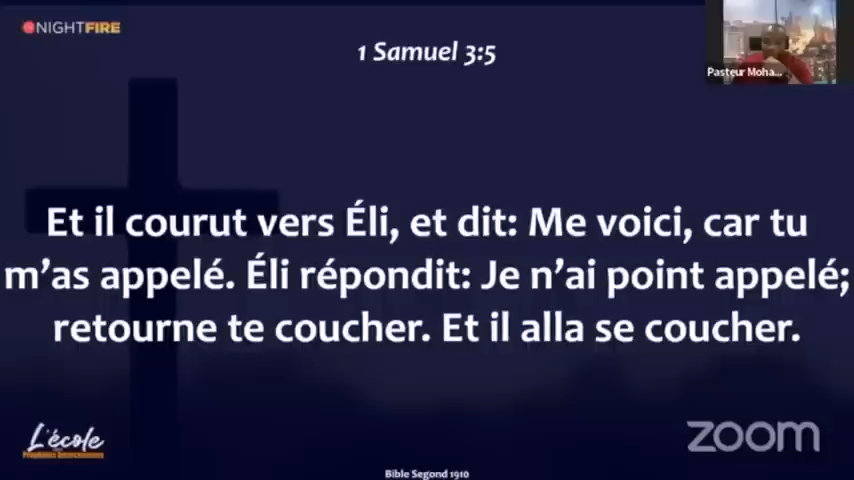 NIGHTFIRE
1 Samuel 3:5
Pasteur Moha...
Et il courut vers Éli, et dit: Me voici, car tu
m'as appelé. Éli répondit: Je n'ai point appelé;
retourne te coucher. Et il alla se coucher.
L'école
zoom
Bible Segond 1910